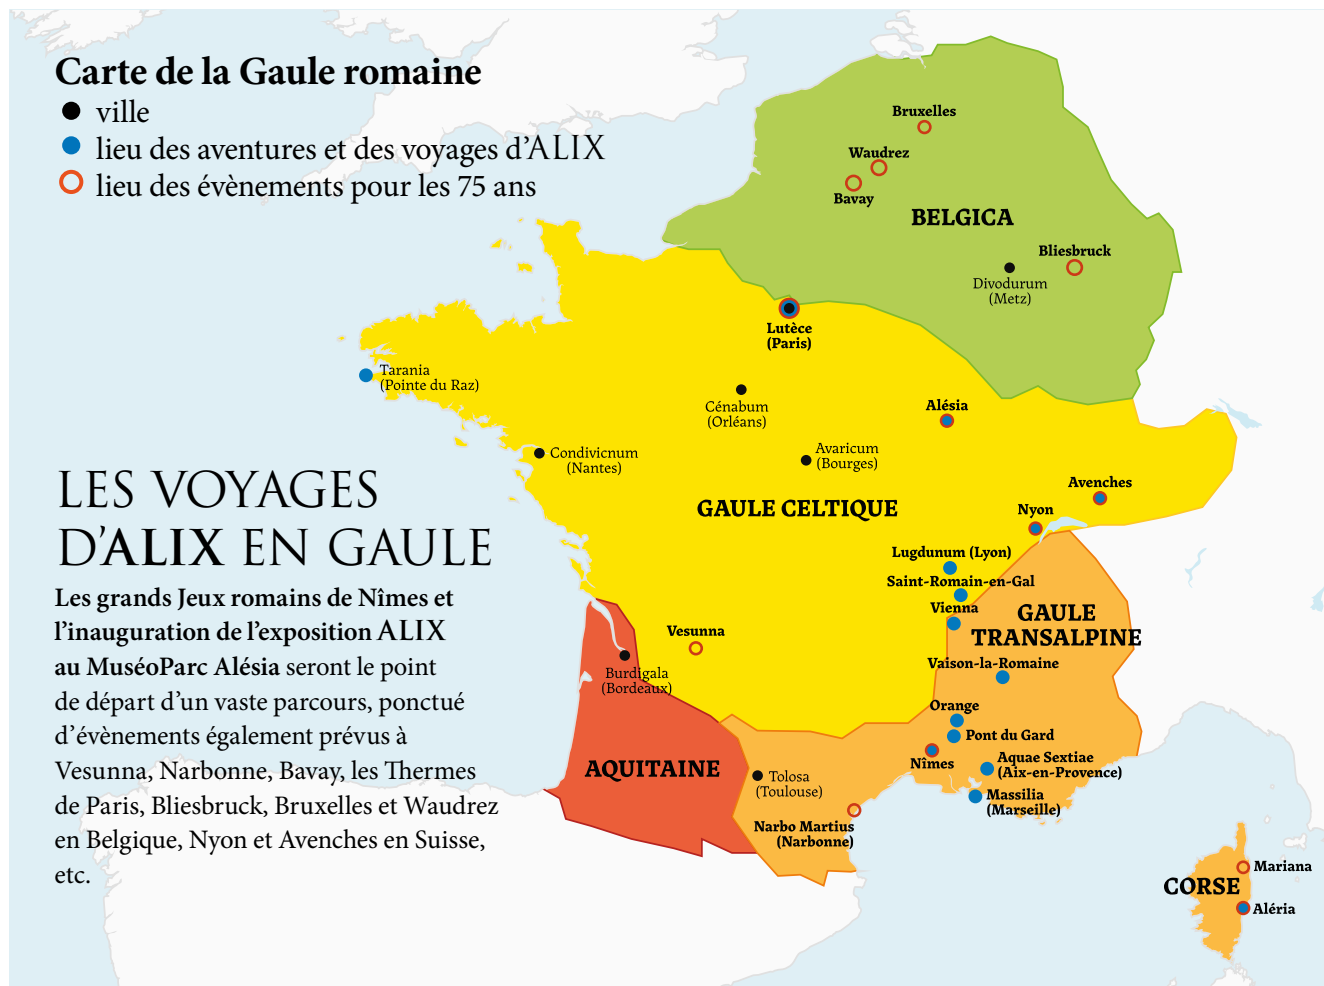 Carte de la Gaule romaine
ville
lieu des aventures et des voyages d'ALIX
lieu des évènements pour les 75 ans
LES VOYAGES
D'ALIX EN GAULE
Les grands Jeux romains de Nîmes et
l'inauguration de l'exposition ALIX
au MuséoParc Alésia seront le point
de départ d'un vaste parcours, ponctué
d'évènements également prévus à
Vesunna, Narbonne, Bavay, les Thermes
de Paris, Bliesbruck, Bruxelles et Waudrez
en Belgique, Nyon et Avenches en Suisse,
etc.
Bruxelles
Waudrez
Bavay
BELGICA
Bliesbruck
Divodurum
(Metz)
Lutèce
(Paris)
Tarania
(Pointe du Raz)
Cénabum
(Orléans)
Alésia
Condivicnum
(Nantes)
Avaricum
(Bourges)
Avenches
GAULE CELTIQUE
Nyon
Lugdunum (Lyon)
Saint-Romain-en-Gal
Vienna
GAULE
TRANSALPINE
Vesunna
Burdigala
(Bordeaux)
Vaison-la-Romaine
Orange
Pont du Gard
Nîmes
Aquae Sextiae
(Aix-en-Provence)
AQUITAINE
Tolosa
(Toulouse)
Massilia
(Marseille)
Narbo Martius
(Narbonne)
Mariana
CORSE
Aléria